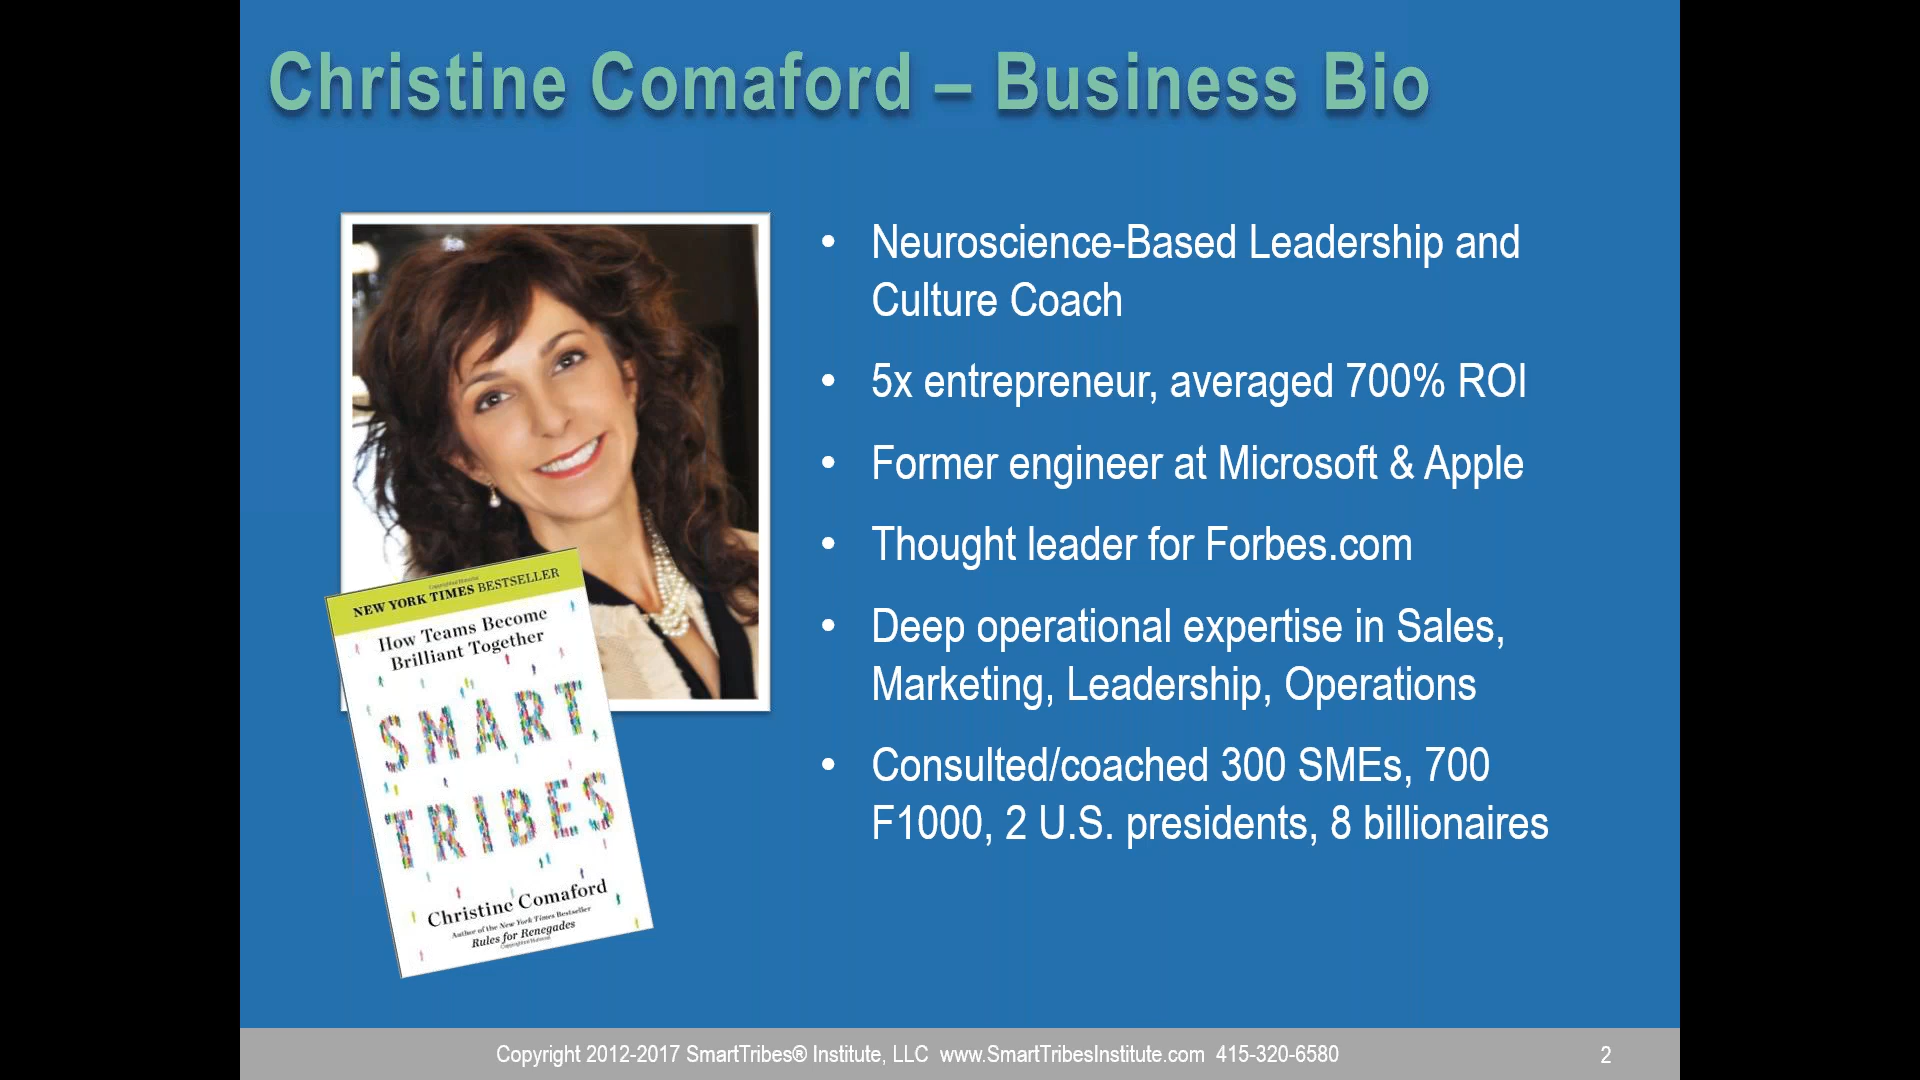 Christine Comaford – Business Bio
• Neuroscience-Based Leadership and
Culture Coach
• 5x entrepreneur, averaged 700% ROI
• Former engineer at Microsoft & Apple
• Thought leader for Forbes.com
• Deep operational expertise in Sales,
Marketing, Leadership, Operations
• Consulted/coached 300 SMEs, 700
F1000, 2 U.S. presidents, 8 billionaires
NEW YORK TIMES BESTSELLER
How Teams Become
Brilliant Together
SMART
TRIBES
Christine Comaford
Author of the New York Times Bestseller
Rules for Renegades
Copyright 2012-2017 SmartTribes® Institute, LLC www.SmartTribesInstitute.com 415-320-6580
2